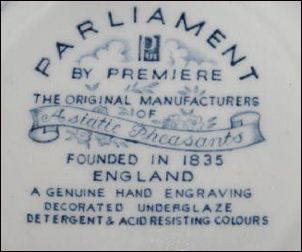 PARLIAMENT
P
BY PREMIERE
THE ORIGINAL MANUFACTURERS
OF
Asiatic Pheasants
FOUNDED IN 1835
ENGLAND
A GENUINE HAND ENGRAVING
DECORATED UNDERGLAZE
DETERGENT & ACID RESISTING COLOURS